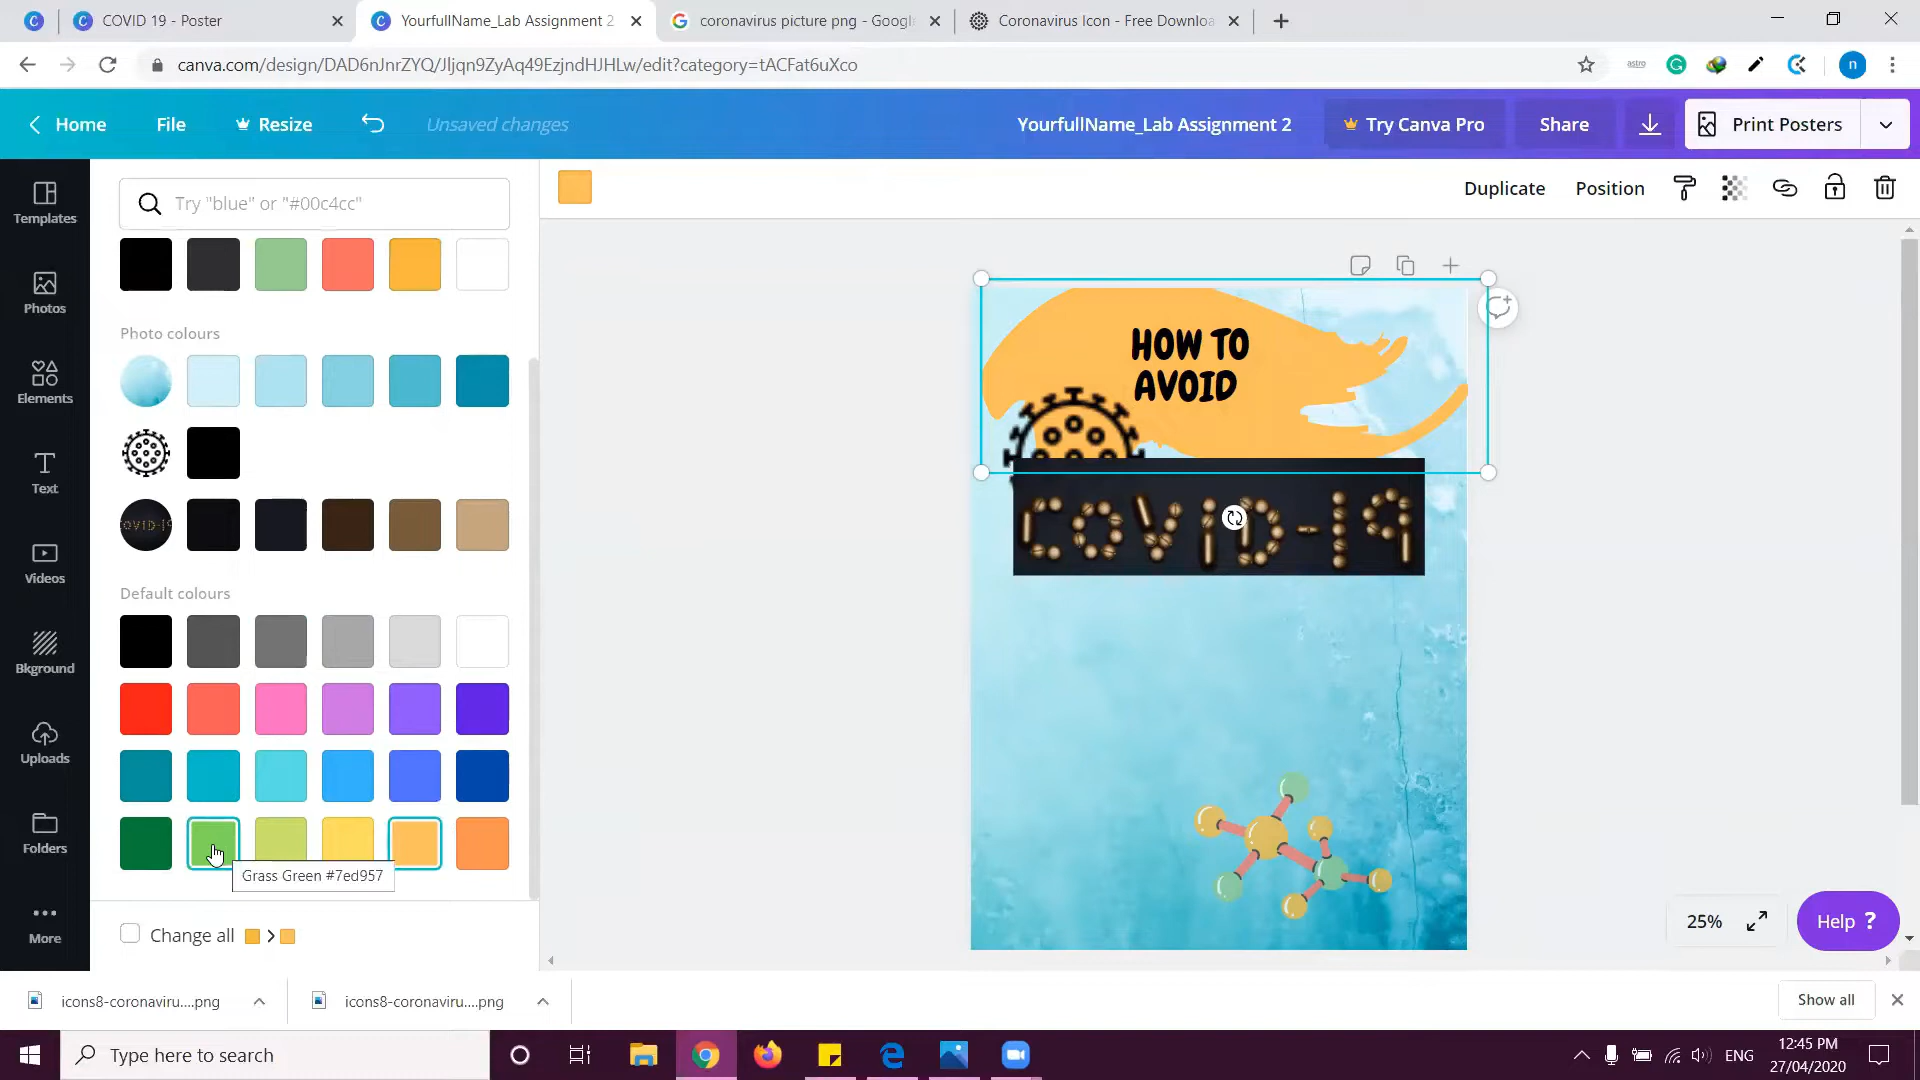 COVID 19 - Poster
YourfullName_Lab Assignment 2
coronavirus picture png - Googl
Coronavirus Icon - Free Downloa
canva.com/design/DAD6nJnrZYQ/Jljqn9ZyAq49EzjndHJHLw/edit?category=tACFat6uXco
astro
n
Home
File
Resize
Unsaved changes
YourfullName_Lab Assignment 2
Try Canva Pro
Share
Print Posters
Templates
Photos
Elements
Text
Videos
Bkground
Uploads
Folders
More
Try "blue" or "#00c4cc"
Photo colours
Default colours
Grass Green #7ed957
Change all
Duplicate
Position
HOW TO
AVOID
COVID-19
25%
Help ?
icons8-coronaviru....png
icons8-coronaviru....png
Show all
Type here to search
ENG
12:45 PM
27/04/2020